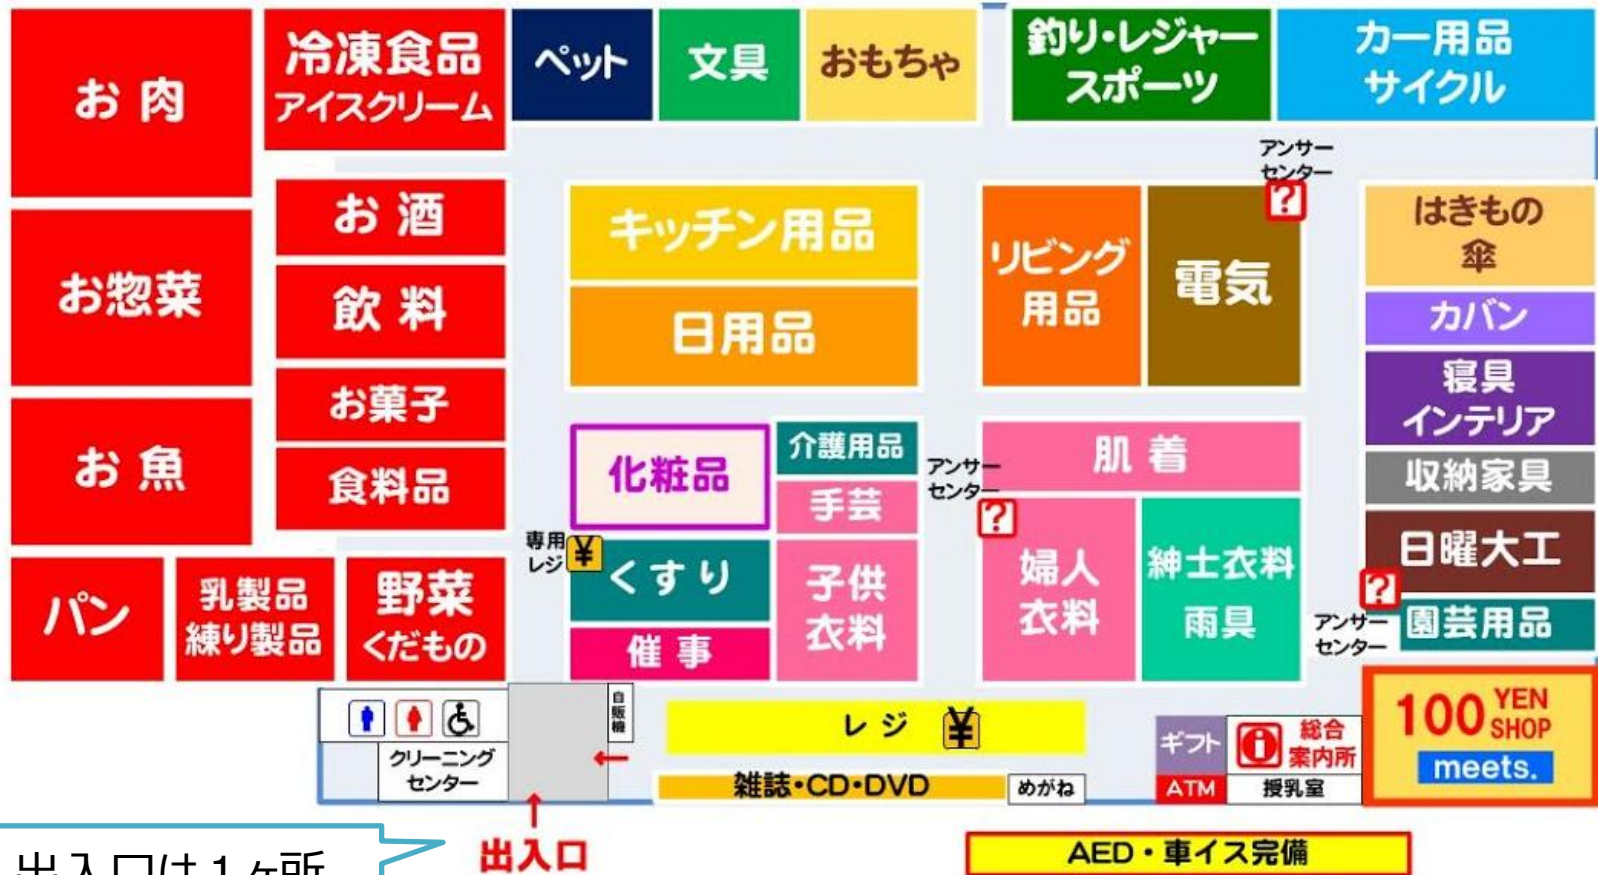 お肉
冷凍食品
アイスクリーム
ペット
文具
おもちゃ
釣り・レジャー
スポーツ
カー用品
サイクル
お惣菜
お酒
飲料
お菓子
食料品
お魚
パン
乳製品
練り製品
野菜
くだもの
キッチン用品
日用品
化粧品
介護用品
手芸
専用
レジ
¥
くすり
子供
衣料
催事
リビング
用品
電気
アンサー
センター
?
肌着
アンサー
センター
?
婦人
衣料
紳士衣料
雨具
はきもの
傘
カバン
寝具
インテリア
収納家具
日曜大工
?
アンサー
センター
園芸用品
100 YEN
SHOP
meets.
クリーニング
センター
自販機
レジ ¥
雑誌・CD・DVD
めがね
ギフト
ATM
i 総合
案内所
授乳室
出入口
AED・車イス完備
出入口は1ヶ所